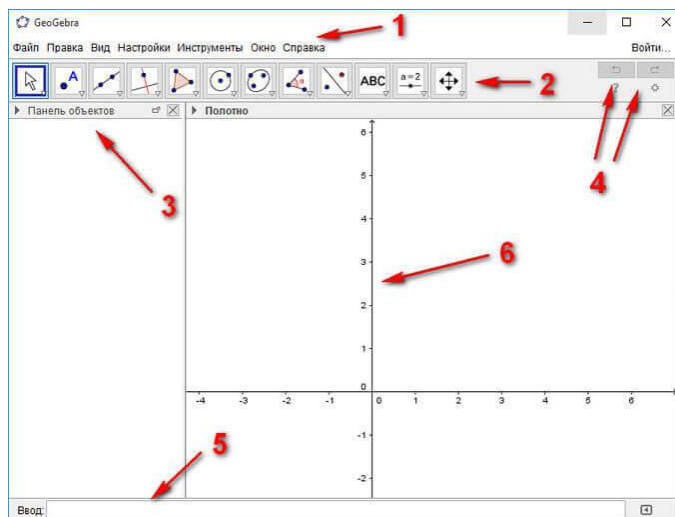 GeoGebra
1
Файл Правка Вид Настройки Инструменты Окно Справка Войти...
A ABC a=2 2
?
Панель объектов Полотно
4
3
6
5
4
3
2
1
0
-4 -3 -2 -1 0 1 2 3 4 5 6
-1
-2
6
5
Ввод: